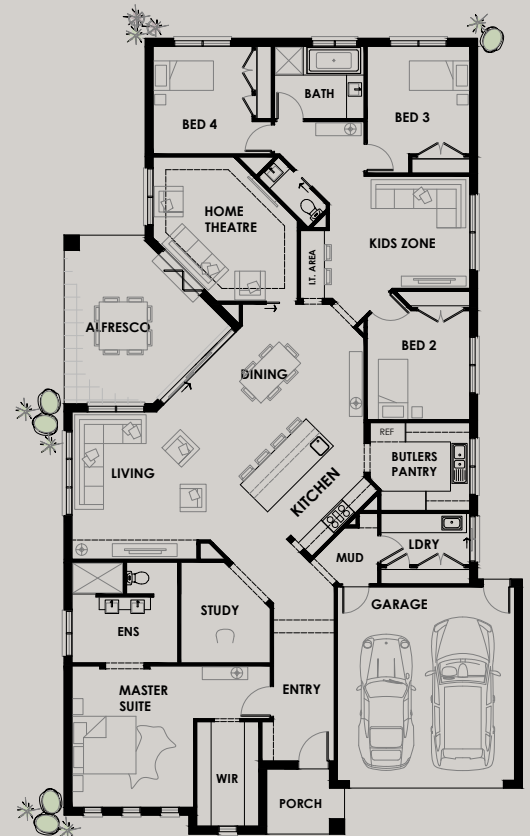 BATH
BED 3
BED 4
HOME
THEATRE
KIDS ZONE
I.T. AREA
ALFRESCO
BED 2
DINING
REF
BUTLERS
PANTRY
LIVING
KITCHEN
LDRY
MUD
GARAGE
STUDY
ENS
MASTER
SUITE
ENTRY
WIR
PORCH